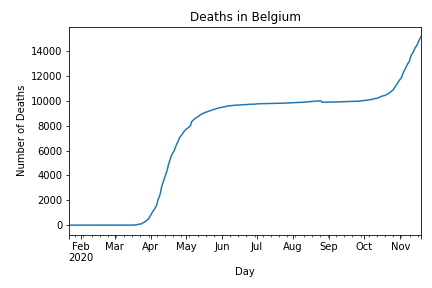 Deaths in Belgium
Number of Deaths
14000
12000
10000
8000
6000
4000
2000
0
Feb Mar Apr May Jun Jul Aug Sep Oct Nov
2020
Day